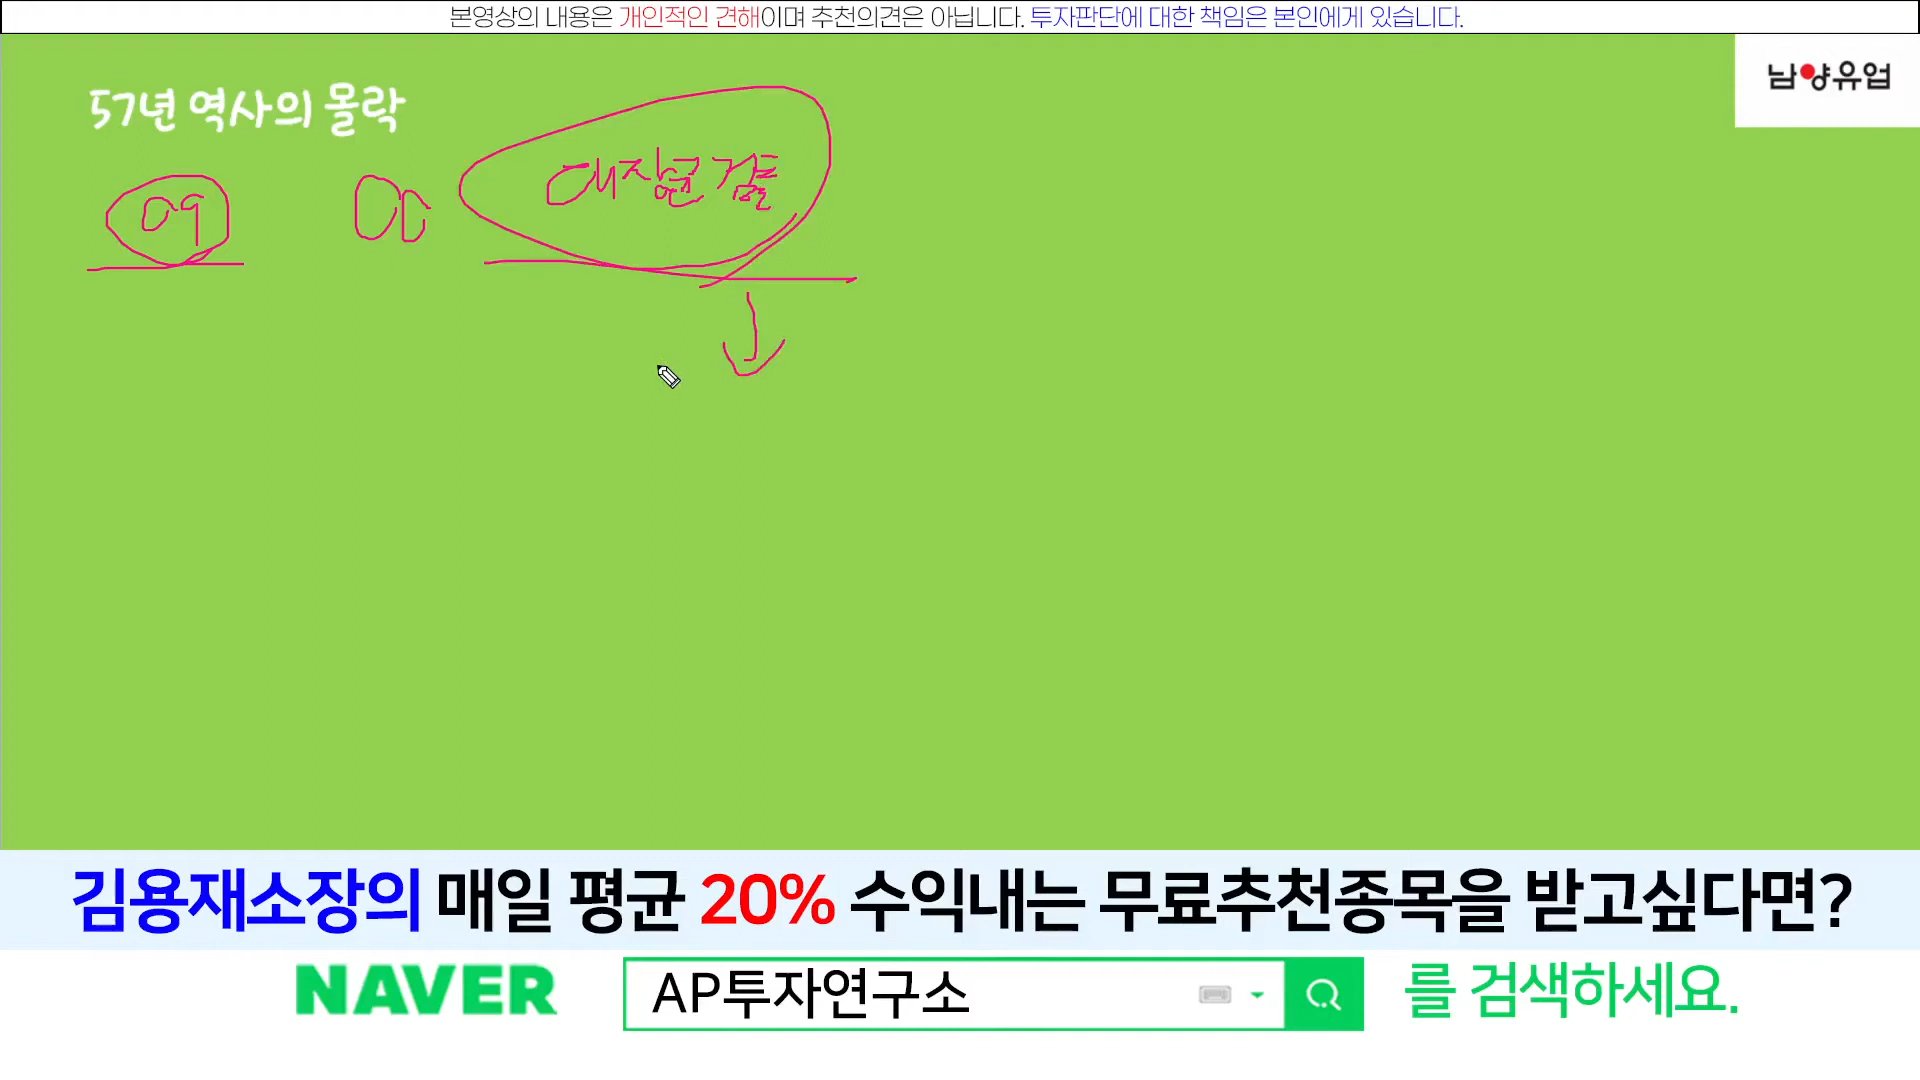 본영상의 내용은 개인적인 견해이며 추천의견은 아닙니다. 투자판단에 대한 책임은 본인에게 있습니다.
남양유업
57년 역사의 몰락
09
대장균 검출
김용재소장의 매일 평균 20% 수익내는 무료추천종목을 받고싶다면?
NAVER AP투자연구소 를 검색하세요.